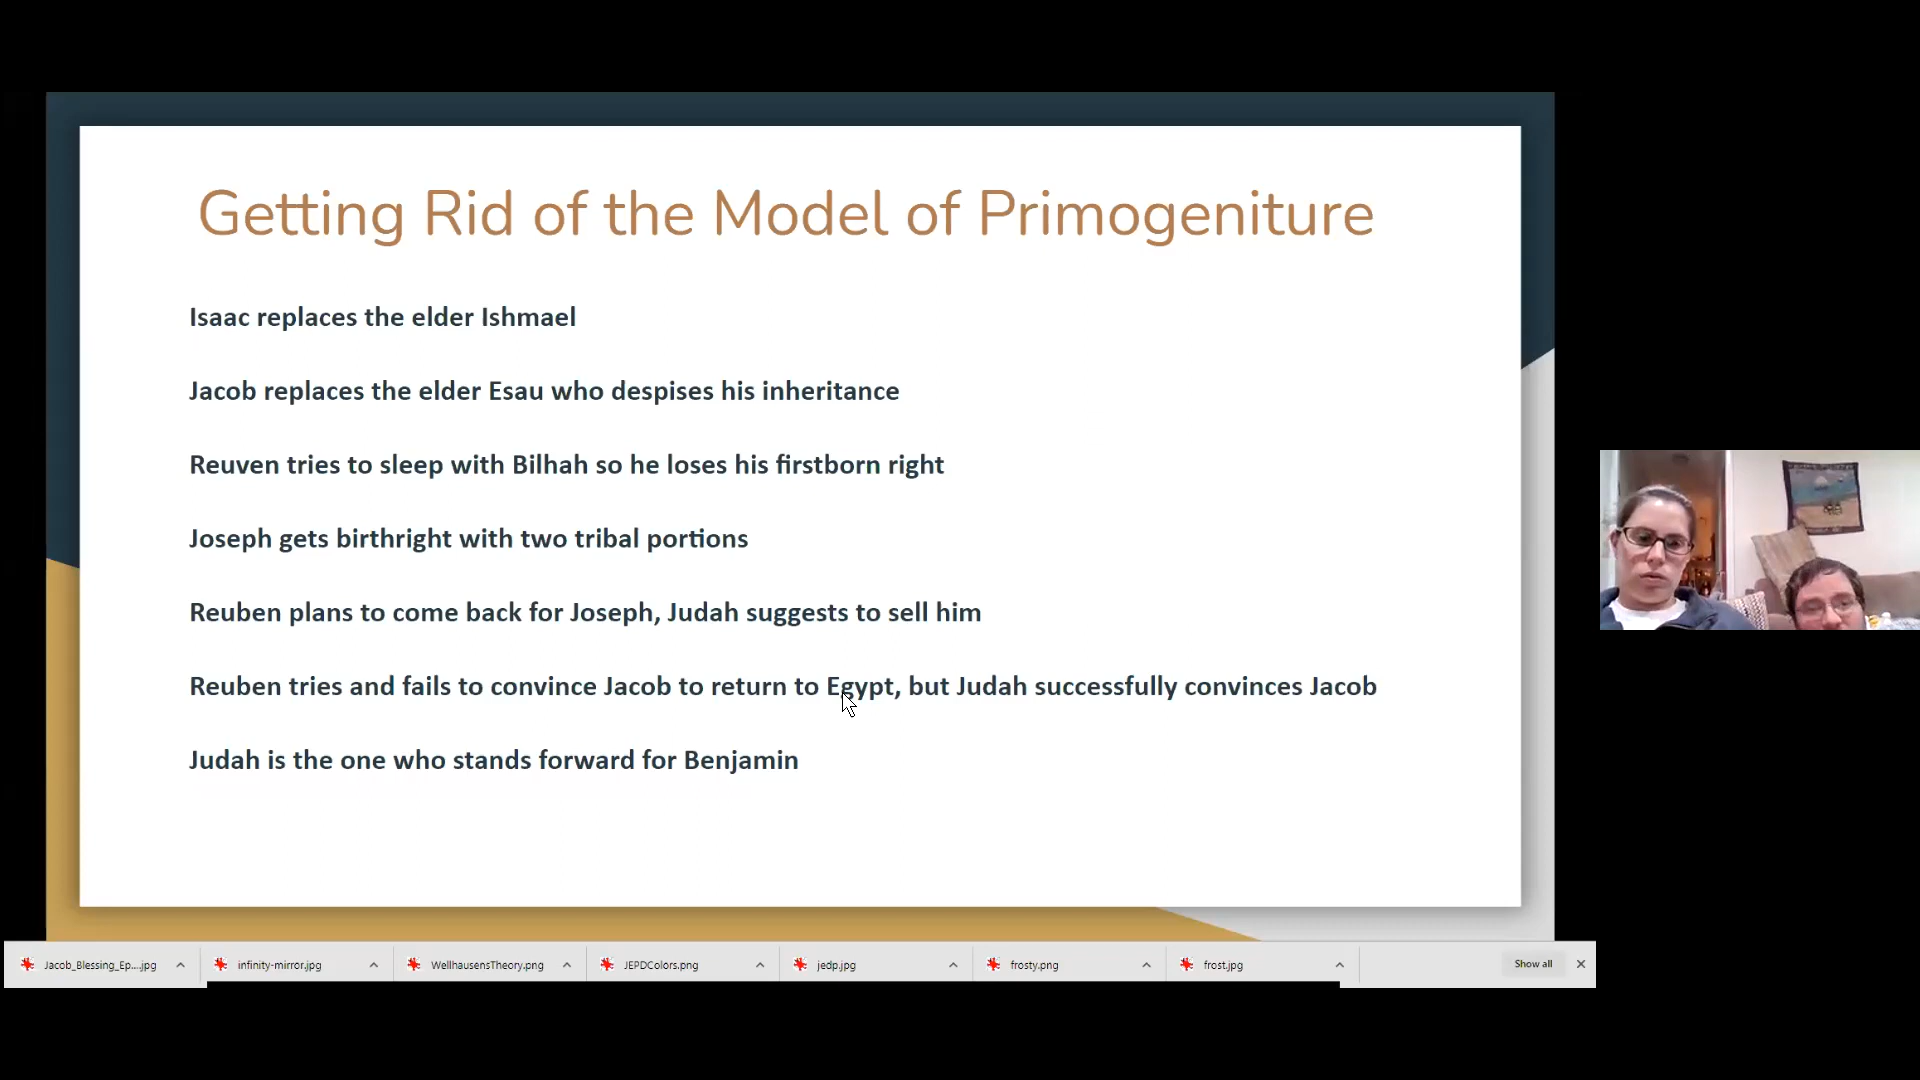 Getting Rid of the Model of Primogeniture
Isaac replaces the elder Ishmael
Jacob replaces the elder Esau who despises his inheritance
Reuven tries to sleep with Bilhah so he loses his firstborn right
Joseph gets birthright with two tribal portions
Reuben plans to come back for Joseph, Judah suggests to sell him
Reuben tries and fails to convince Jacob to return to Egypt, but Judah successfully convinces Jacob
Judah is the one who stands forward for Benjamin
Jacob_Blessing_Ep....jpg infinity-mirror.jpg WellhausensTheory.png JEPDColors.png jedp.jpg frosty.png frost.jpg Show all